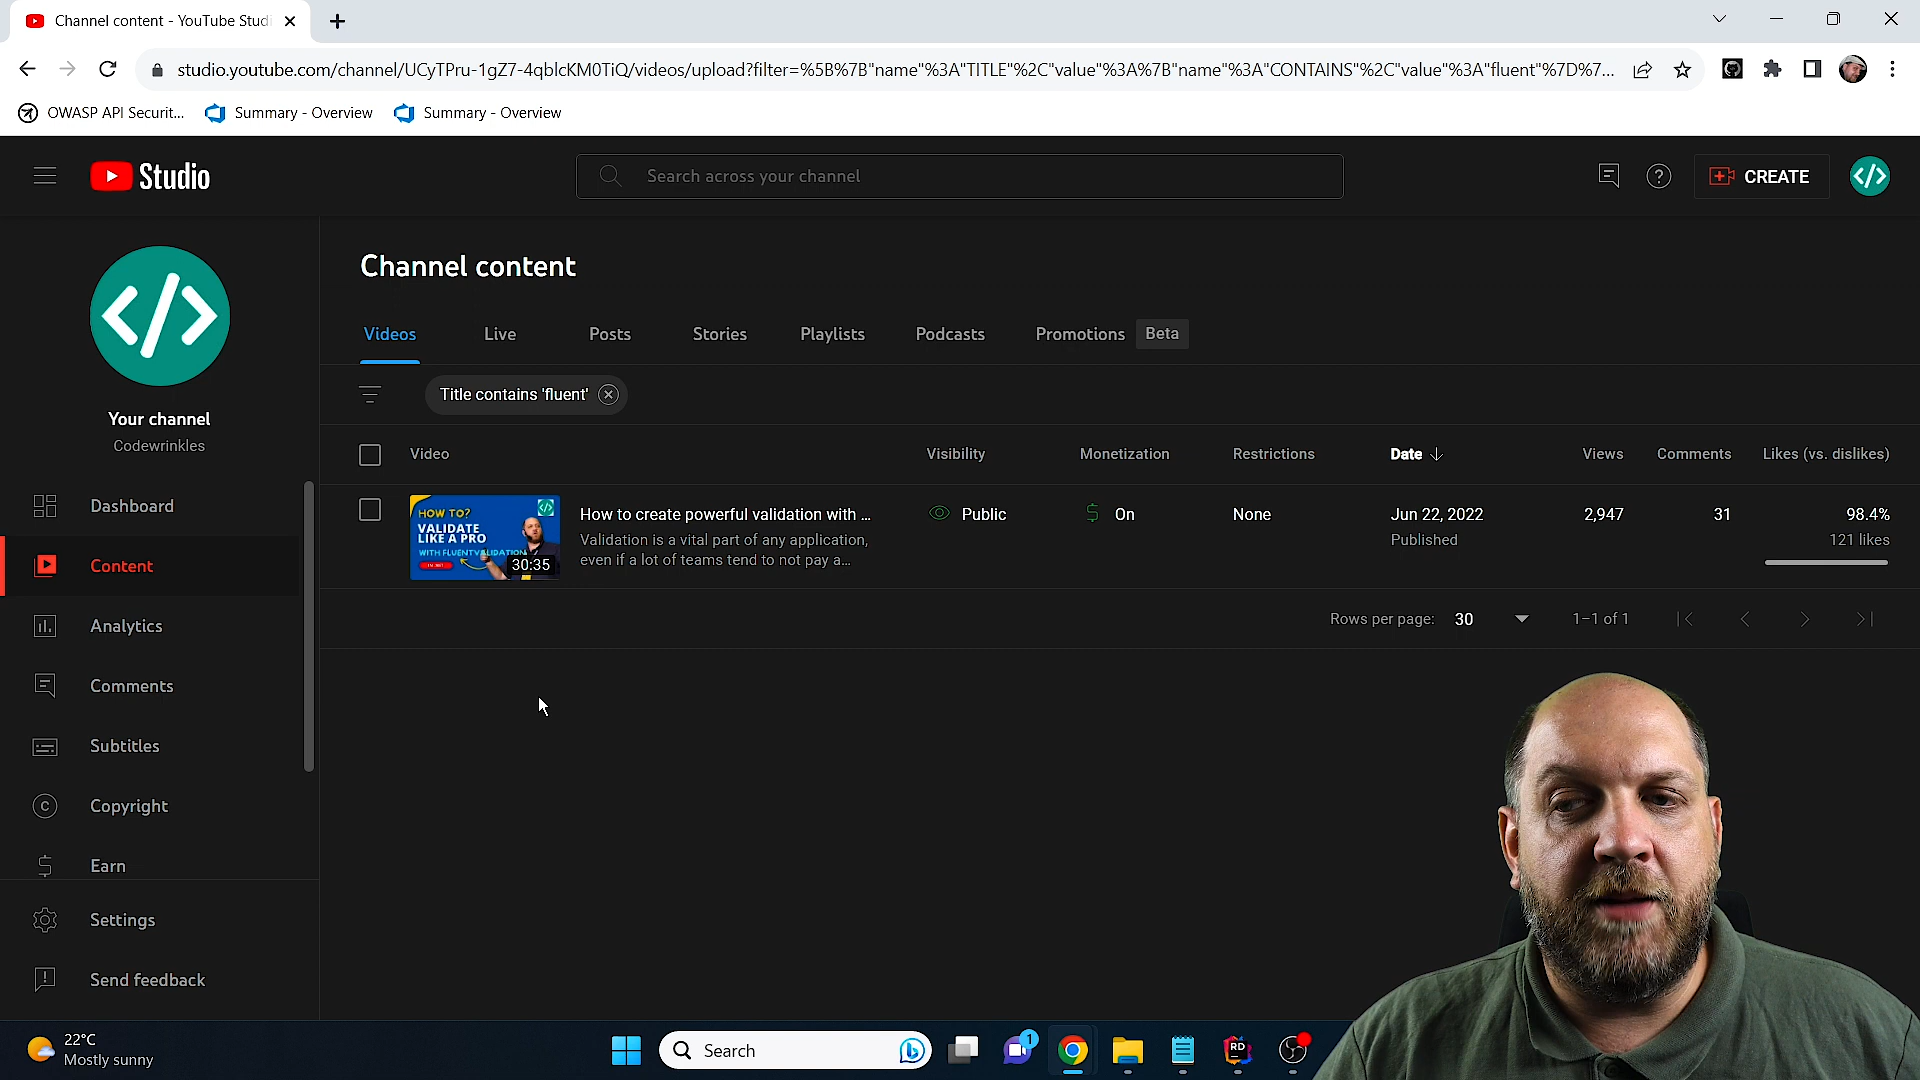 Channel content - YouTube Studi
studio.youtube.com/channel/UCyTPru-1gZ7-4qblcKM0TiQ/videos/upload?filter=%5B%7B"name"%3A"TITLE"%2C"value"%3A%7B"name"%3A"CONTAINS"%2C"value"%3A"fluent"%7D%7...
OWASP API Securit...
Summary - Overview
Summary - Overview
Studio
Search across your channel
CREATE
Your channel
Codewrinkles
Dashboard
Content
Analytics
Comments
Subtitles
Copyright
Earn
Settings
Send feedback
Channel content
Videos
Live
Posts
Stories
Playlists
Podcasts
Promotions
Beta
Title contains 'fluent'
Video
Visibility
Monetization
Restrictions
Date
Views
Comments
Likes (vs. dislikes)
HOW TO?
VALIDATE
LIKE A PRO
WITH FLUENTVALIDATION
30:35
How to create powerful validation with ...
Validation is a vital part of any application,
even if a lot of teams tend to not pay a...
Public
On
None
Jun 22, 2022
Published
2,947
31
98.4%
121 likes
Rows per page:
30
1–1 of 1
22°C
Mostly sunny
Search
1
RD